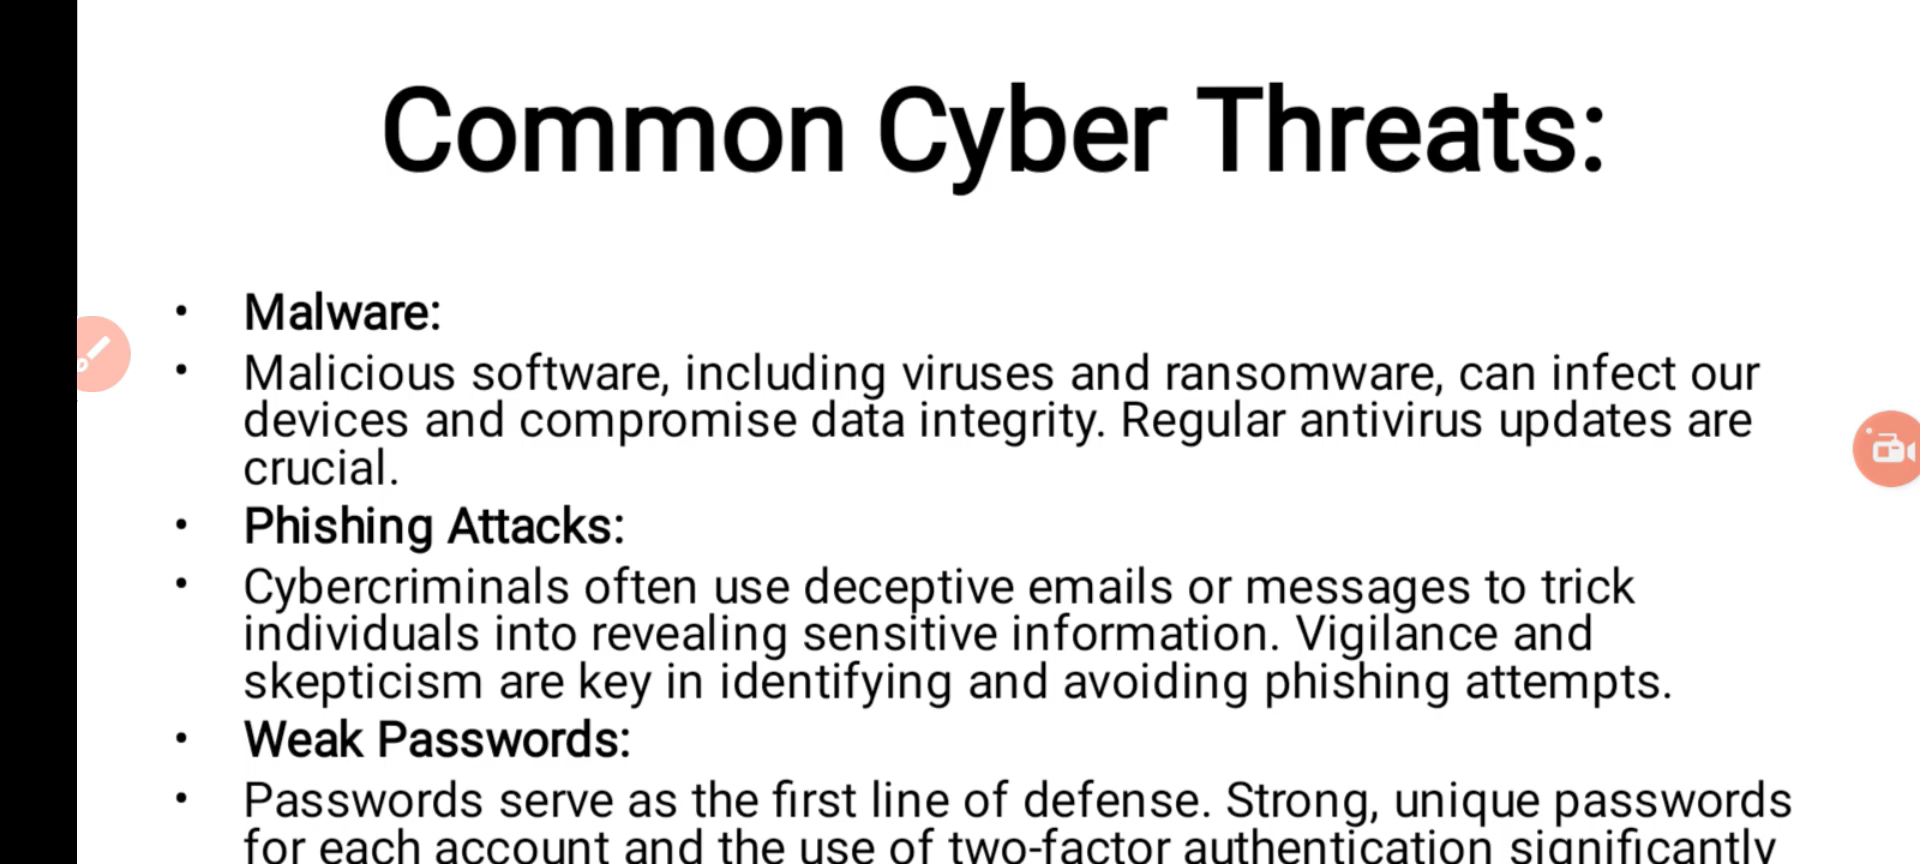 Common Cyber Threats:
• Malware:
• Malicious software, including viruses and ransomware, can infect our
devices and compromise data integrity. Regular antivirus updates are
crucial.
• Phishing Attacks:
• Cybercriminals often use deceptive emails or messages to trick
individuals into revealing sensitive information. Vigilance and
skepticism are key in identifying and avoiding phishing attempts.
• Weak Passwords:
• Passwords serve as the first line of defense. Strong, unique passwords
for each account and the use of two-factor authentication significantly